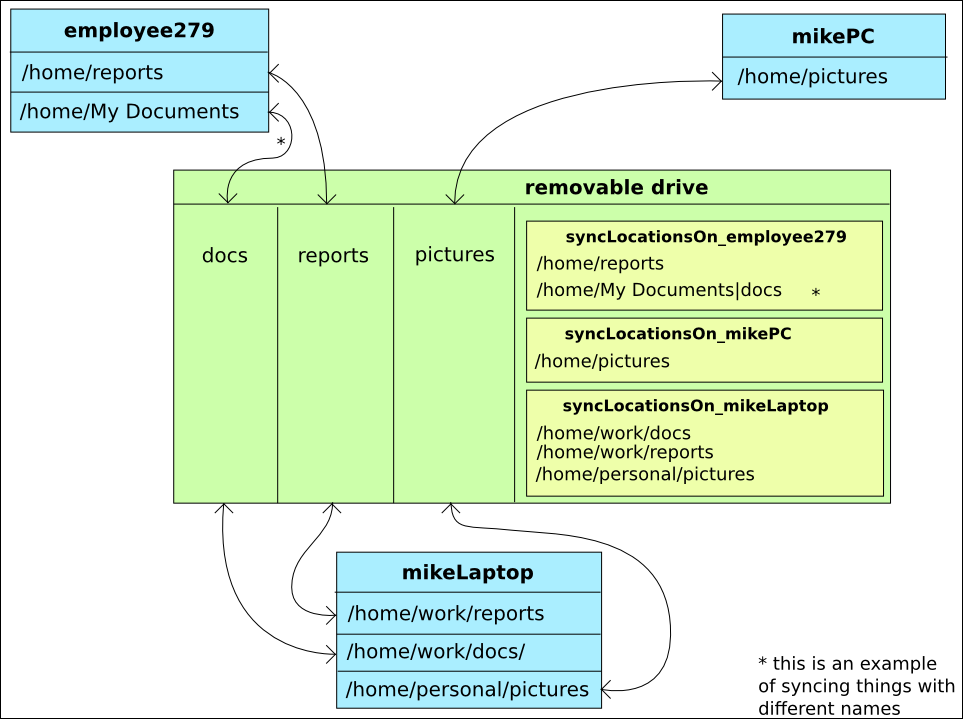 employee279
/home/reports
/home/My Documents
*
mikePC
/home/pictures
removable drive
docs
reports
pictures
syncLocationsOn_employee279
/home/reports
/home/My Documents|docs *
syncLocationsOn_mikePC
/home/pictures
syncLocationsOn_mikeLaptop
/home/work/docs
/home/work/reports
/home/personal/pictures
mikeLaptop
/home/work/reports
/home/work/docs/
/home/personal/pictures
* this is an example
of syncing things with
different names